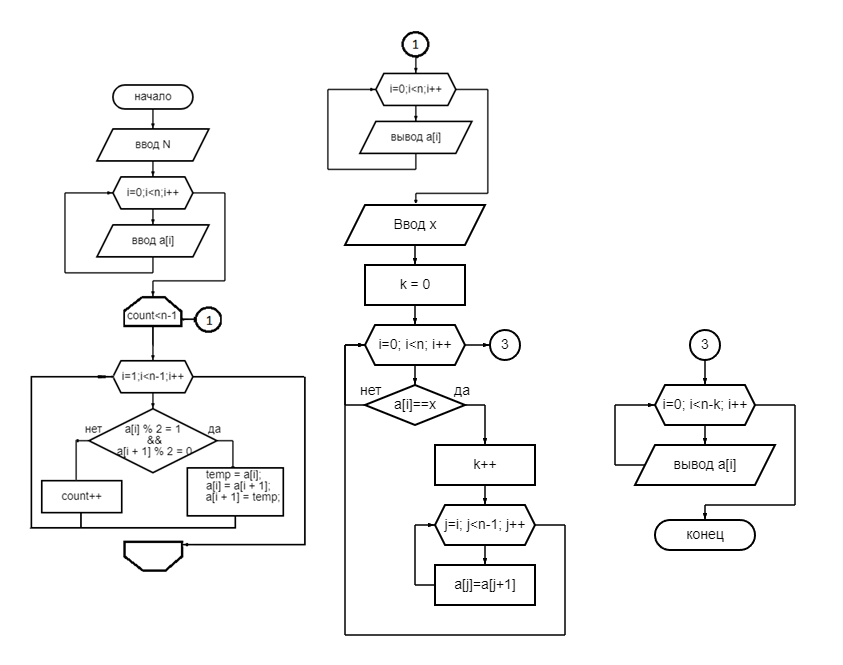 начало
ввод N
i=0;i<n;i++
ввод a[i]
count<n-1
1
i=1;i<n-1;i++
нет
да
a[i] % 2 = 1
&&
a[i + 1] % 2 = 0
count++
temp = a[i];
a[i] = a[i + 1];
a[i + 1] = temp;
1
i=0;i<n;i++
вывод a[i]
Ввод x
k = 0
i=0; i<n; i++
3
нет
да
a[i]==x
k++
j=i; j<n-1; j++
a[j]=a[j+1]
3
i=0; i<n-k; i++
вывод a[i]
конец